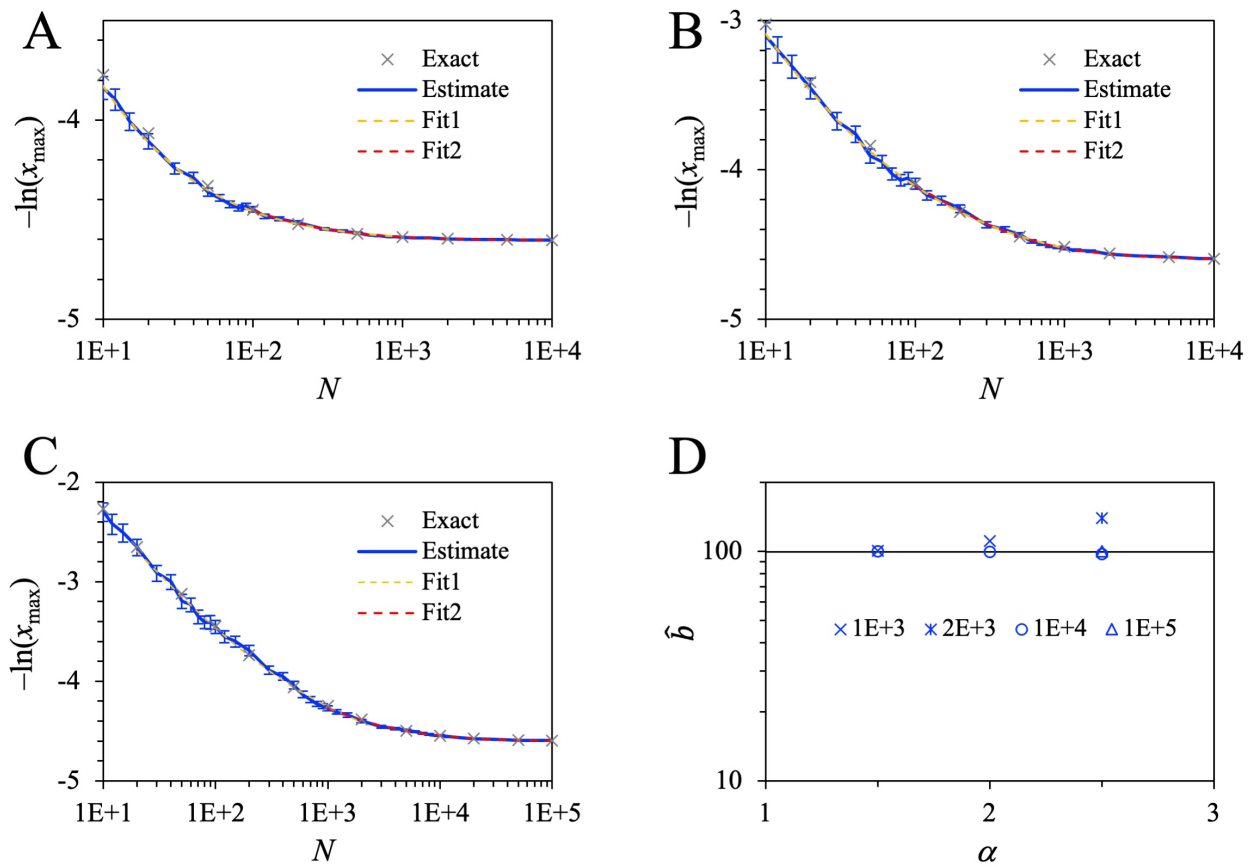 A
Exact
Estimate
Fit1
Fit2
-4
-5
−ln(xmax)
1E+1 1E+2 1E+3 1E+4
N
B
-3
Exact
Estimate
Fit1
Fit2
-4
-5
−ln(xmax)
1E+1 1E+2 1E+3 1E+4
N
C
-2
Exact
Estimate
Fit1
Fit2
-3
-4
-5
−ln(xmax)
1E+1 1E+2 1E+3 1E+4 1E+5
N
D
100
b̂
1E+3 2E+3 1E+4 1E+5
10
1 2 3
α